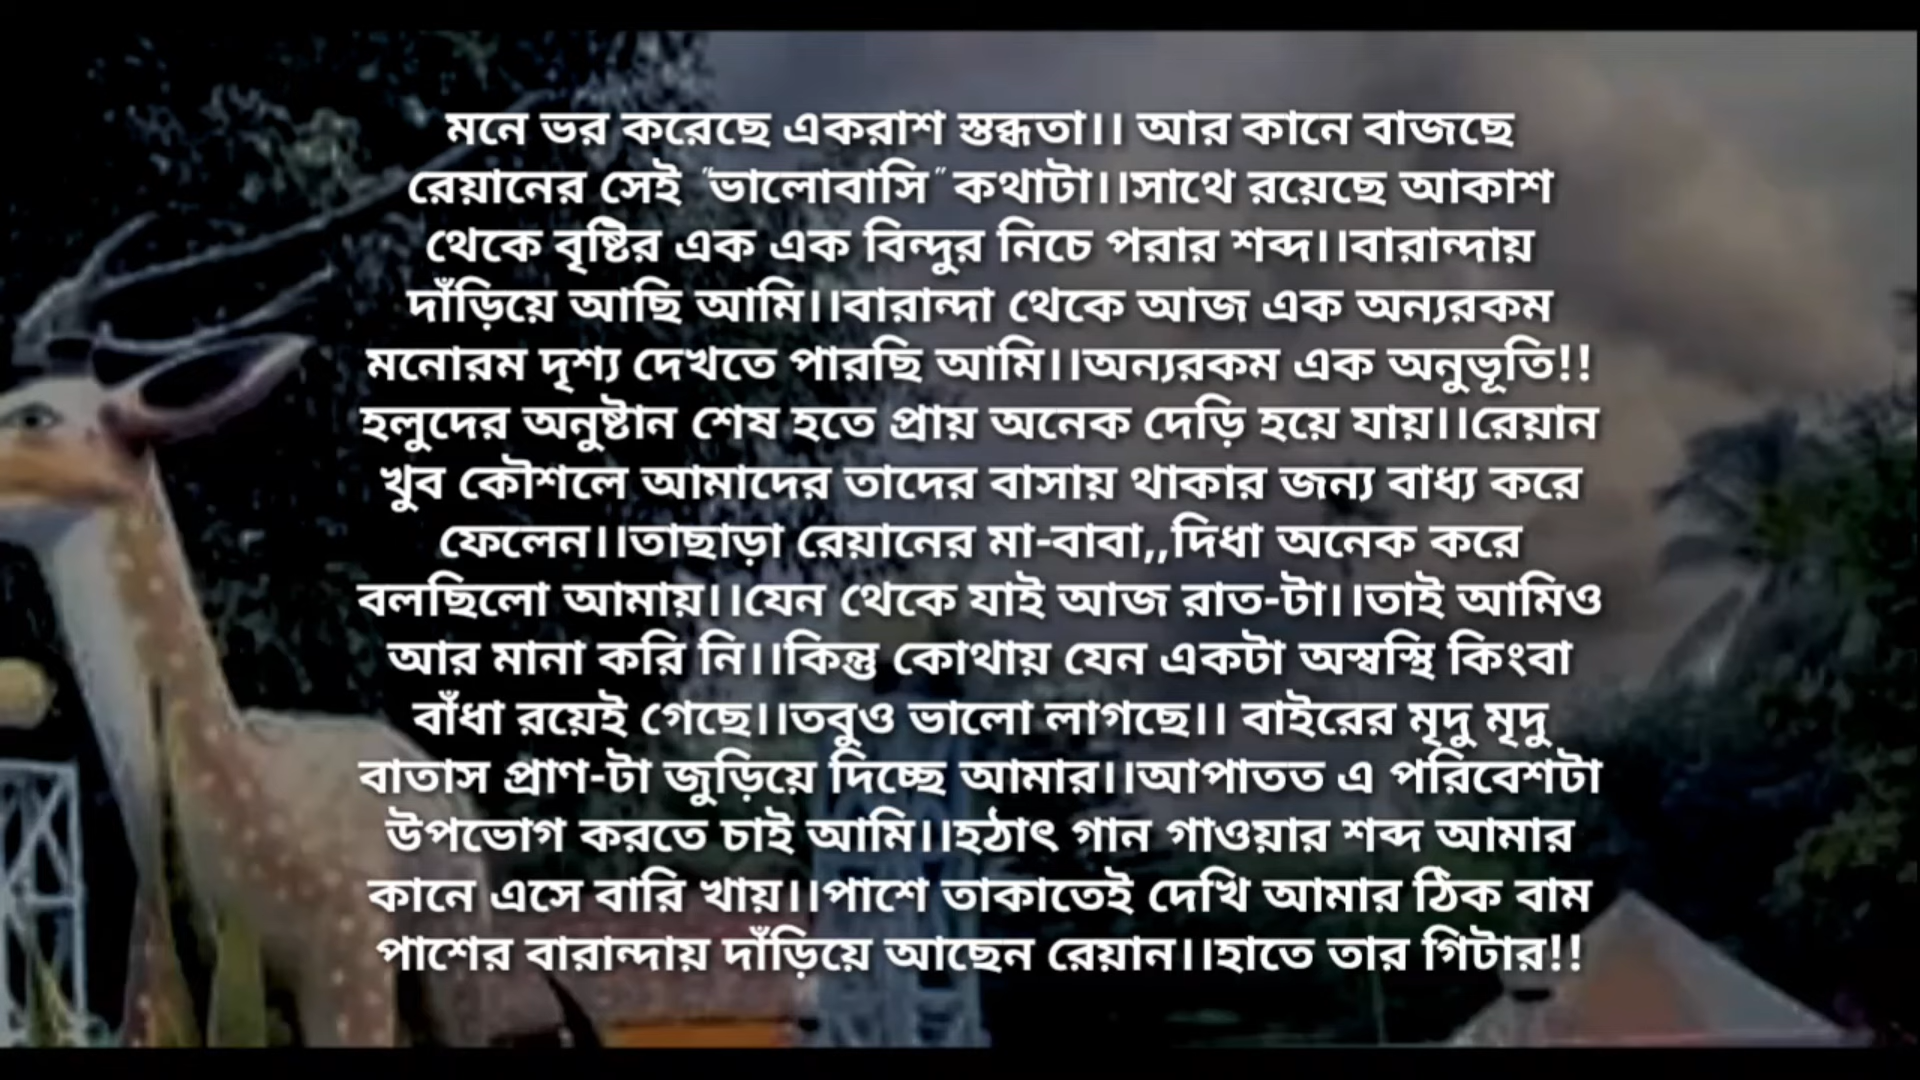 মনে ভর করেছে একরাশ স্তব্ধতা।। আর কানে বাজছে
রেয়ানের সেই "ভালোবাসি" কথাটা।।সাথে রয়েছে আকাশ
থেকে বৃষ্টির এক এক বিন্দুর নিচে পরার শব্দ।।বারান্দায়
দাঁড়িয়ে আছি আমি।।বারান্দা থেকে আজ এক অন্যরকম
মনোরম দৃশ্য দেখতে পারছি আমি।।অন্যরকম এক অনুভূতি!!
হলুদের অনুষ্টান শেষ হতে প্রায় অনেক দেড়ি হয়ে যায়।।রেয়ান
খুব কৌশলে আমাদের তাদের বাসায় থাকার জন্য বাধ্য করে
ফেলেন।।তাছাড়া রেয়ানের মা-বাবা,,দিধা অনেক করে
বলছিলো আমায়।।যেন থেকে যাই আজ রাত-টা।।তাই আমিও
আর মানা করি নি।।কিন্তু কোথায় যেন একটা অস্বস্থি কিংবা
বাঁধা রয়েই গেছে।।তবুও ভালো লাগছে।। বাইরের মৃদু মৃদু
বাতাস প্রাণ-টা জুড়িয়ে দিচ্ছে আমার।।আপাতত এ পরিবেশটা
উপভোগ করতে চাই আমি।।হঠাৎ গান গাওয়ার শব্দ আমার
কানে এসে বারি খায়।।পাশে তাকাতেই দেখি আমার ঠিক বাম
পাশের বারান্দায় দাঁড়িয়ে আছেন রেয়ান।।হাতে তার গিটার!!